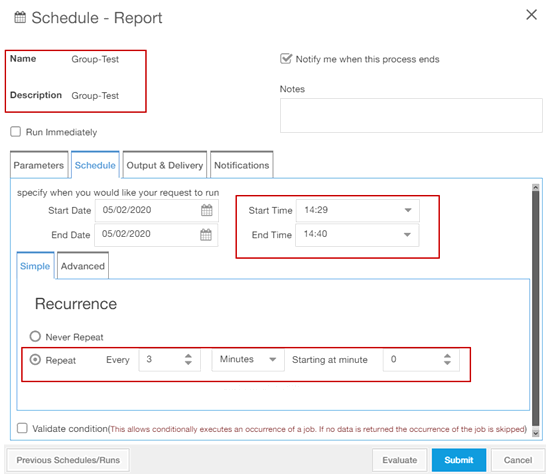 Schedule - Report
Name Group-Test
Notify me when this process ends
Notes
Description Group-Test
Run Immediately
Parameters Schedule Output & Delivery Notifications
specify when you would like your request to run
Start Date 05/02/2020 Start Time 14:29
End Date 05/02/2020 End Time 14:40
Simple Advanced
Recurrence
Never Repeat
Repeat Every 3 Minutes Starting at minute 0
Validate condition(This allows conditionally executes an occurrence of a job. If no data is returned the occurrence of the job is skipped)
Previous Schedules/Runs Evaluate Submit Cancel